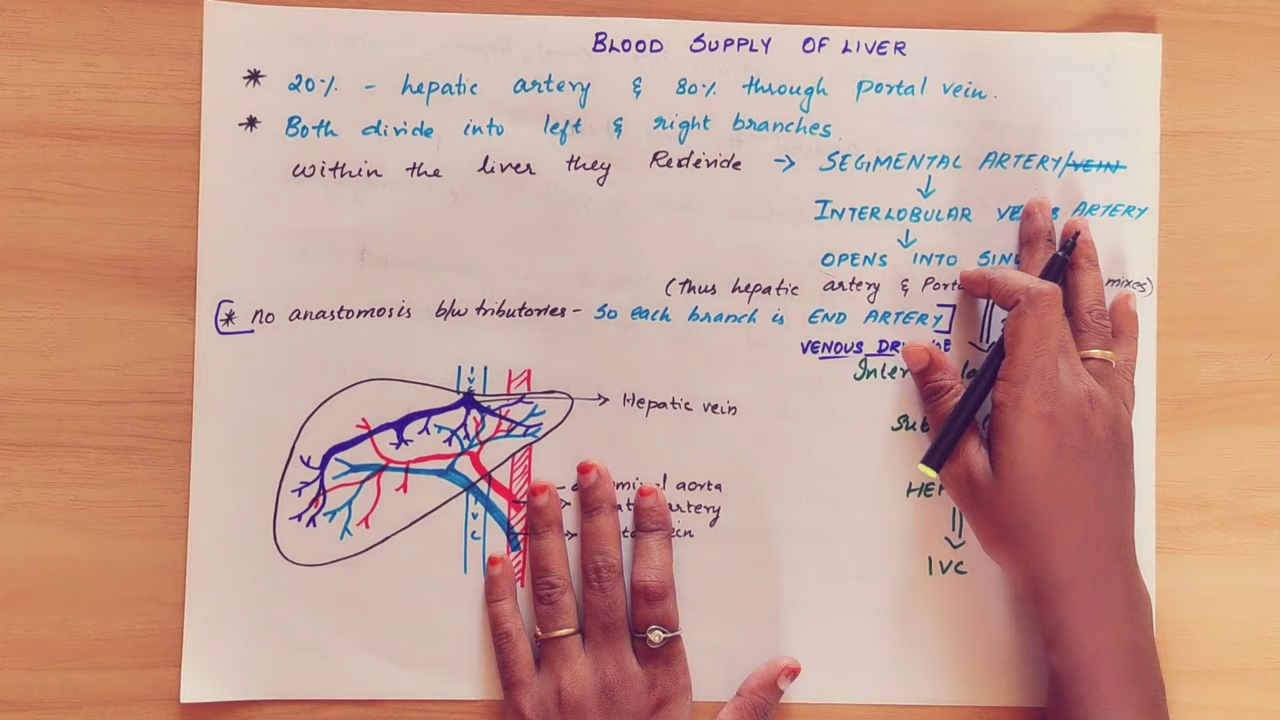 BLOOD SUPPLY OF LIVER
* 20% - hepatic artery & 80% through portal vein.
* Both divide into left & right branches.
within the liver they Redivide → SEGMENTAL ARTERY/VEIN
↓
INTERLOBULAR ARTERY
↓
OPENS INTO
(thus hepatic artery & mixes)
[* no anastomosis b/w tributories - So each branch is END ARTERY]
VENOUS
IVC
→ Hepatic vein
aorta
IVC
↓
IVC